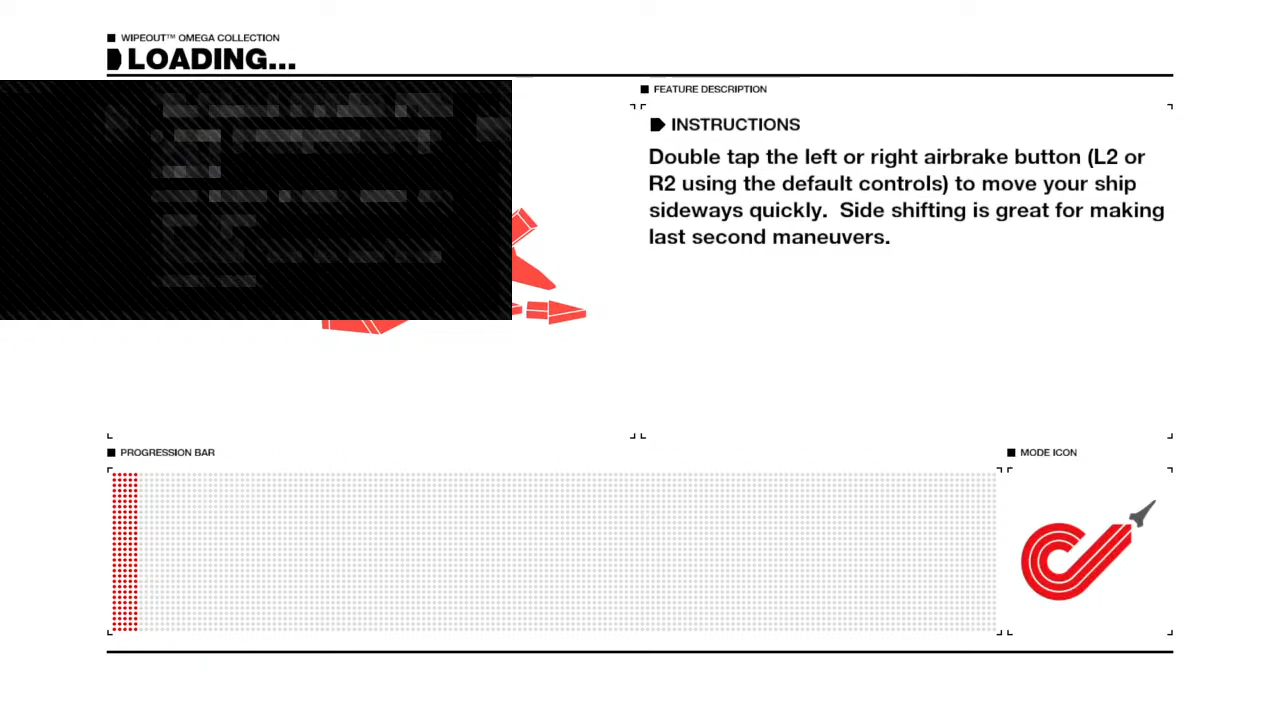 WIPEOUT™ OMEGA COLLECTION
LOADING...
FEATURE DESCRIPTION
INSTRUCTIONS
Double tap the left or right airbrake button (L2 or
R2 using the default controls) to move your ship
sideways quickly.  Side shifting is great for making
last second maneuvers.
PROGRESSION BAR
MODE ICON